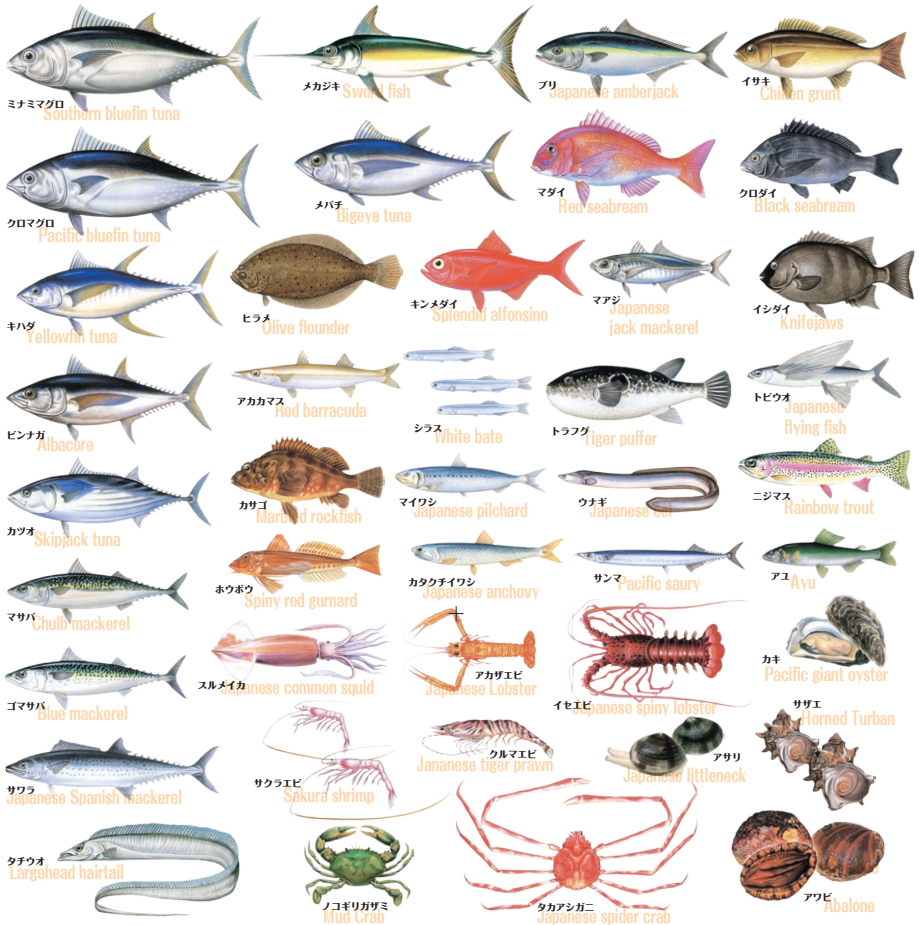 ミナミマグロ
Southern bluefin tuna
メカジキ
Sword fish
ブリ
Japanese amberjack
イサキ
Chiken grunt
クロマグロ
Pacific bluefin tuna
メバチ
Bigeye tuna
マダイ
Red seabream
クロダイ
Black seabream
キハダ
Yellowfin tuna
ヒラメ
Olive flounder
キンメダイ
Splendid alfonsino
マアジ
Japanese
jack mackerel
イシダイ
Knifejaws
ビンナガ
Albacore
アカカマス
Red barracuda
シラス
White bate
トラフグ
Tiger puffer
トビウオ
Japanese
flying fish
カツオ
Skipjack tuna
カサゴ
Marbled rockfish
マイワシ
Japanese pilchard
ウナギ
Japanese eel
ニジマス
Rainbow trout
マサバ
Chulb mackerel
ホウボウ
Spiny red gurnard
カタクチイワシ
Japanese anchovy
サンマ
Pacific saury
アユ
Ayu
ゴマサバ
Blue mackerel
スルメイカ
Japanese common squid
アカザエビ
Japanese Lobster
イセエビ
Japanese spiny lobster
カキ
Pacific giant oyster
サワラ
Japanese Spanish mackerel
サクラエビ
Sakura shrimp
クルマエビ
Jananese tiger prawn
アサリ
Japanese littleneck
サザエ
Horned Turban
タチウオ
Largehead hairtail
ノコギリガザミ
Mud Crab
タカアシガニ
Japanese spider crab
アワビ
Abalone